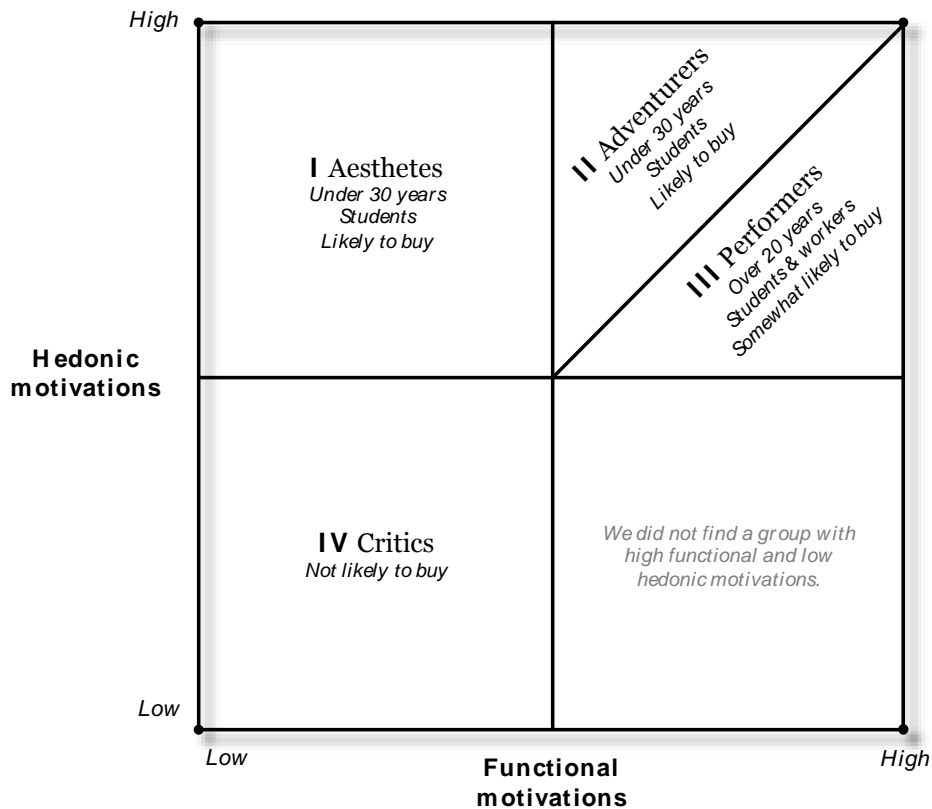 High
I Aesthetes
Under 30 years
Students
Likely to buy
II Adventurers
Under 30 years
Students
Likely to buy
III Performers
Over 20 years
Students & workers
Somewhat likely to buy
Hedonic
motivations
IV Critics
Not likely to buy
We did not find a group with
high functional and low
hedonic motivations.
Low
Low
Functional
motivations
High